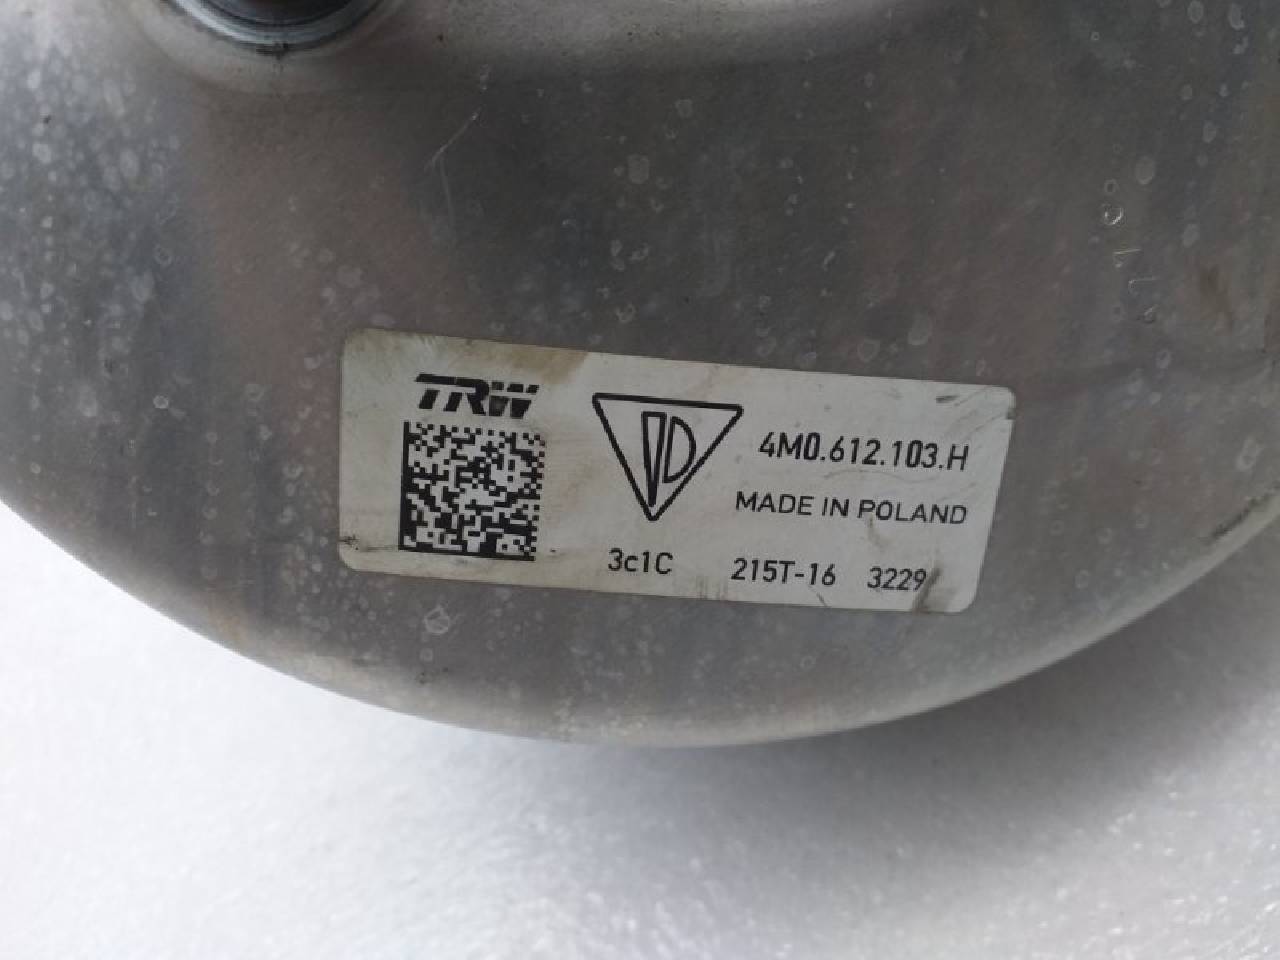 TRW
4M0.612.103.H
MADE IN POLAND
3c1C 215T-16 3229